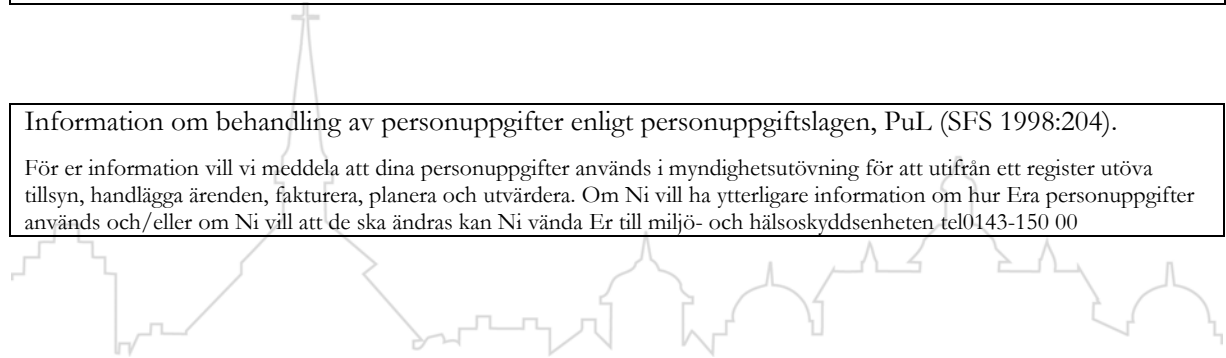 Information om behandling av personuppgifter enligt personuppgiftslagen, PuL (SFS 1998:204).
För er information vill vi meddela att dina personuppgifter används i myndighetsutövning för att utifrån ett register utöva
tillsyn, handlägga ärenden, fakturera, planera och utvärdera. Om Ni vill ha ytterligare information om hur Era personuppgifter
används och/eller om Ni vill att de ska ändras kan Ni vända Er till miljö- och hälsoskyddsenheten tel0143-150 00